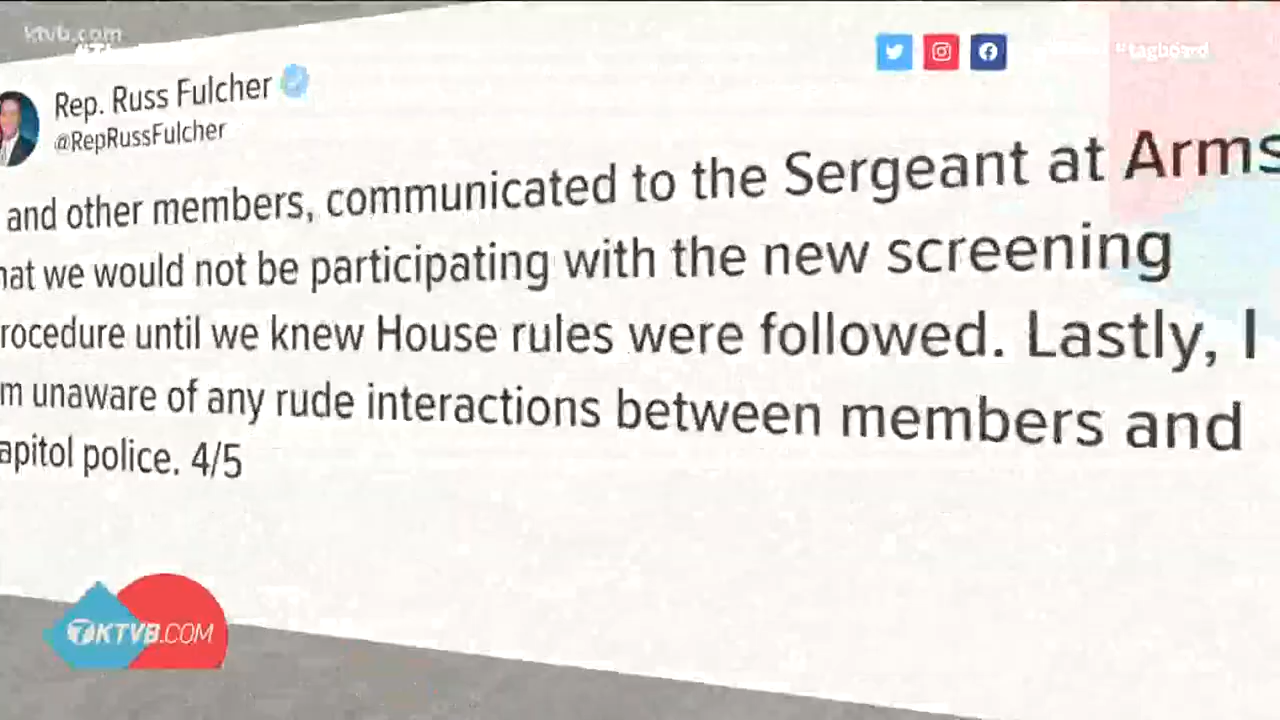 ktvb.com
#tagboard
Rep. Russ Fulcher
@RepRussFulcher
and other members, communicated to the Sergeant at Arms
hat we would not be participating with the new screening
rocedure until we knew House rules were followed. Lastly, I
m unaware of any rude interactions between members and
apitol police. 4/5
7KTVB.COM